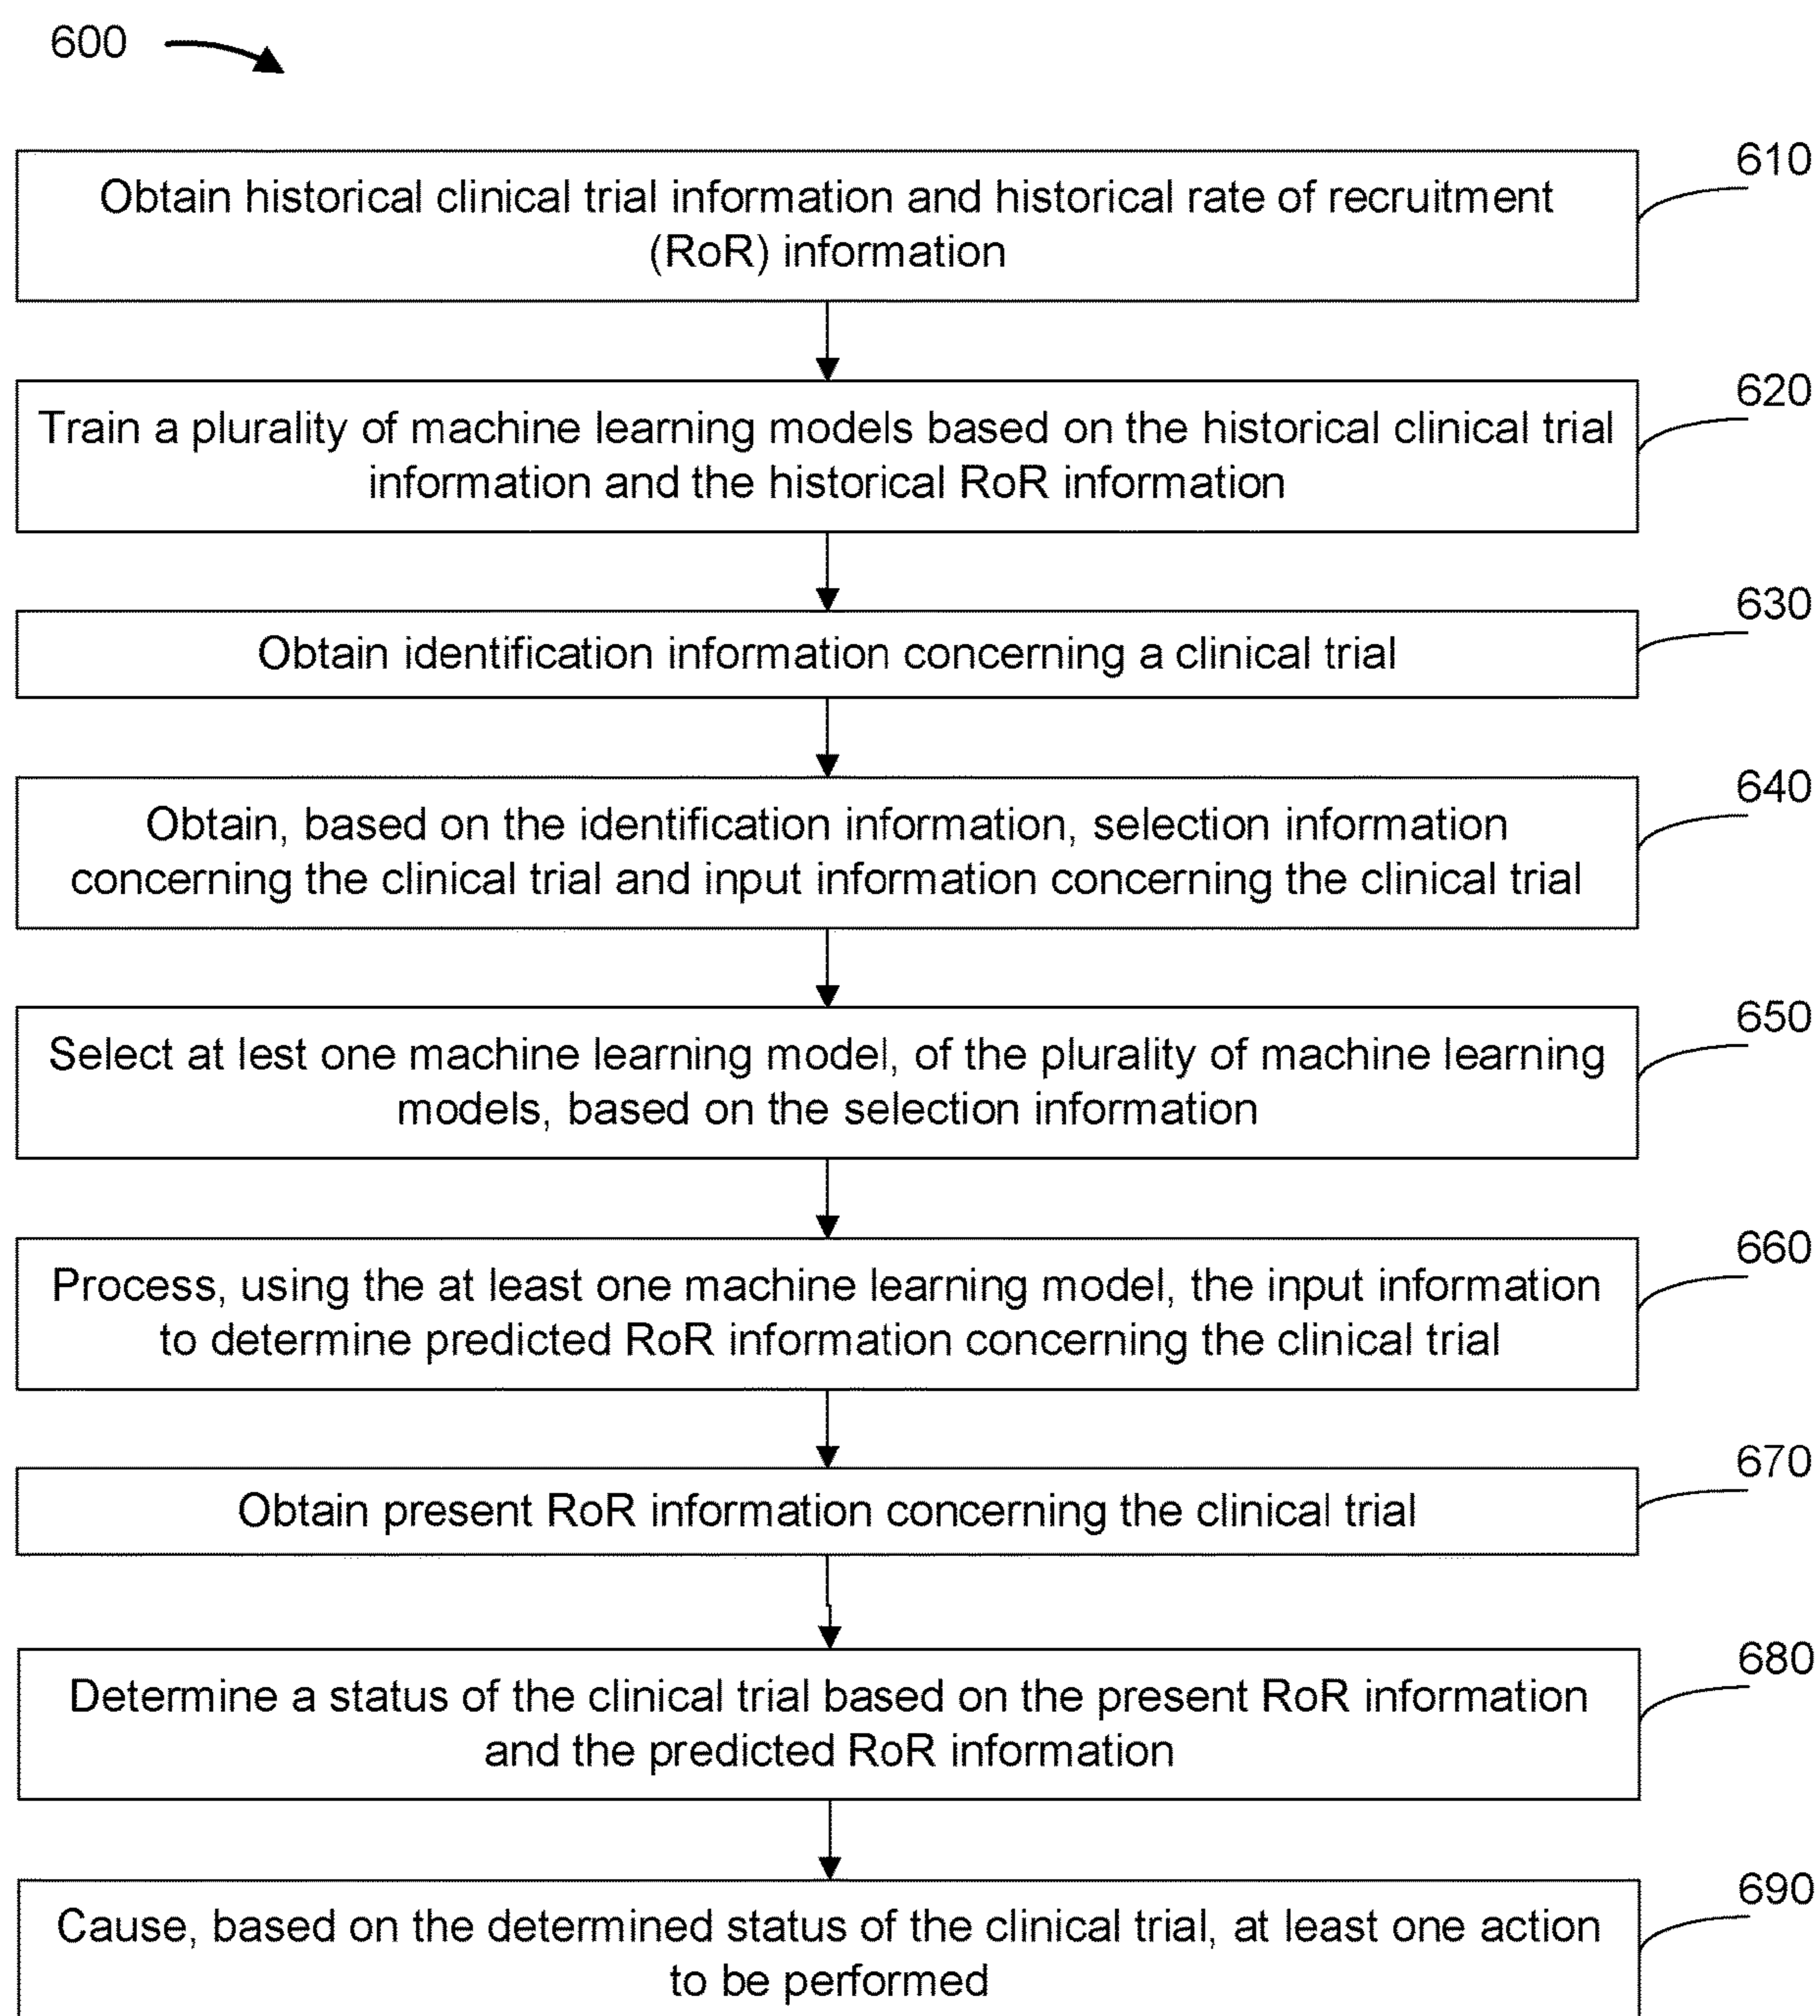 600
610
Obtain historical clinical trial information and historical rate of recruitment
(RoR) information
620
Train a plurality of machine learning models based on the historical clinical trial
information and the historical RoR information
630
Obtain identification information concerning a clinical trial
640
Obtain, based on the identification information, selection information
concerning the clinical trial and input information concerning the clinical trial
650
Select at lest one machine learning model, of the plurality of machine learning
models, based on the selection information
660
Process, using the at least one machine learning model, the input information
to determine predicted RoR information concerning the clinical trial
670
Obtain present RoR information concerning the clinical trial
680
Determine a status of the clinical trial based on the present RoR information
and the predicted RoR information
690
Cause, based on the determined status of the clinical trial, at least one action
to be performed